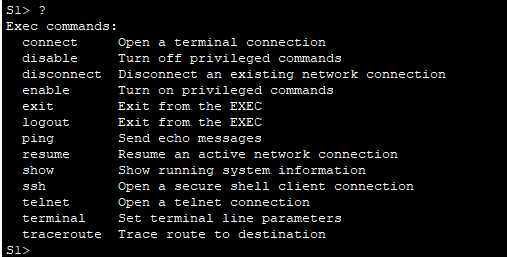 S1> ?
Exec commands:
  connect     Open a terminal connection
  disable     Turn off privileged commands
  disconnect  Disconnect an existing network connection
  enable      Turn on privileged commands
  exit        Exit from the EXEC
  logout      Exit from the EXEC
  ping        Send echo messages
  resume      Resume an active network connection
  show        Show running system information
  ssh         Open a secure shell client connection
  telnet      Open a telnet connection
  terminal    Set terminal line parameters
  traceroute  Trace route to destination
S1>